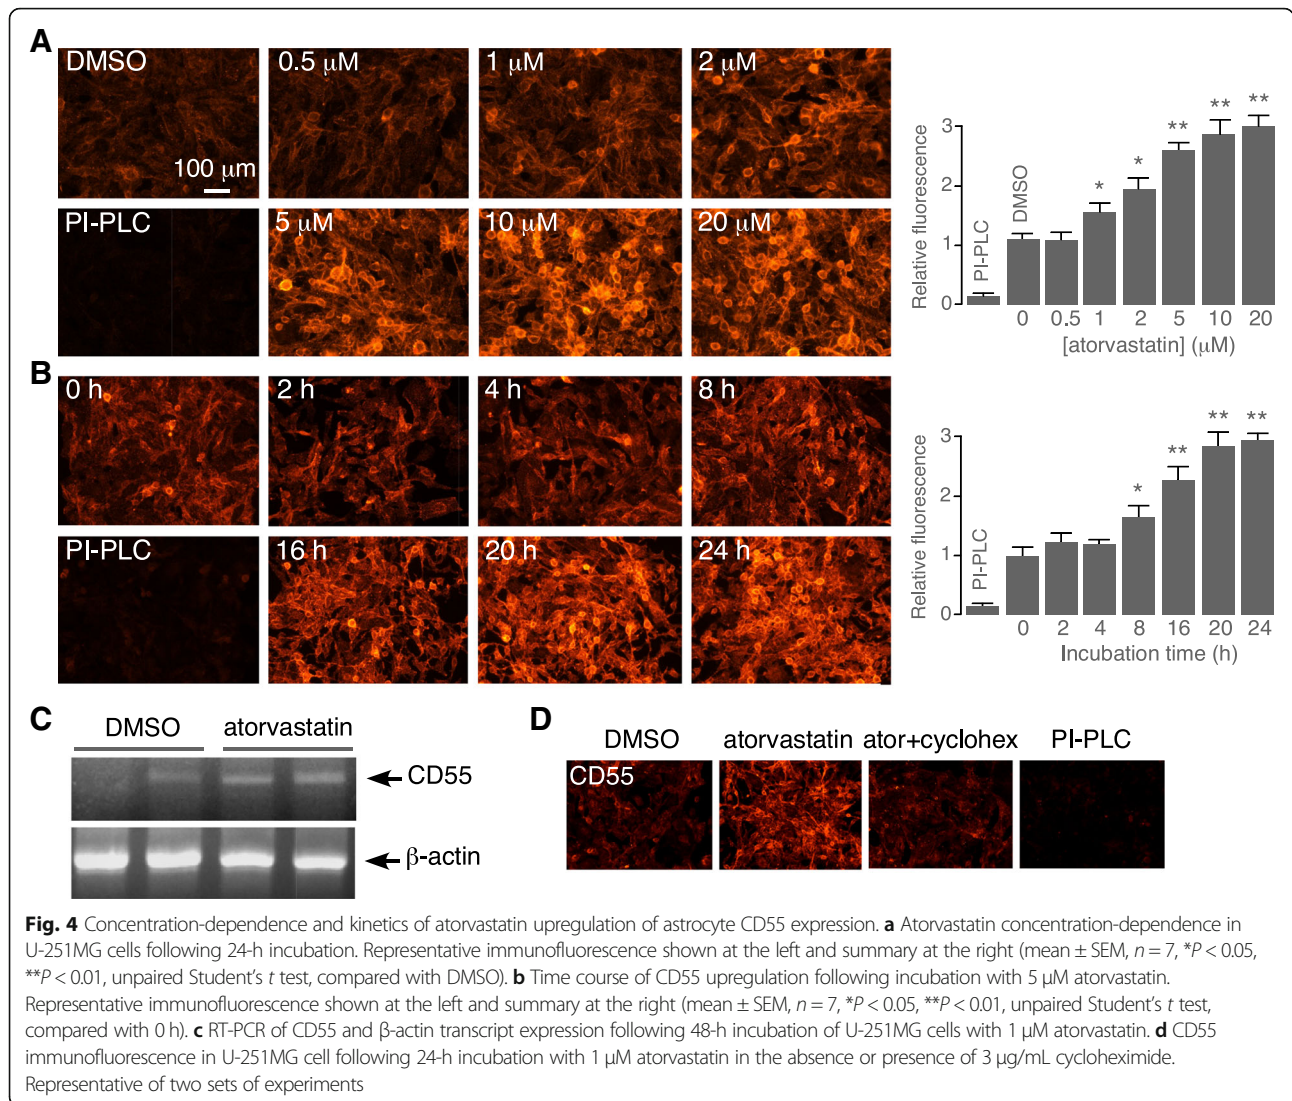 A
DMSO
0.5 μM
1 μM
2 μM
100 μm
PI-PLC
5 μM
10 μM
20 μM
Relative fluorescence
3
2
1
0
PI-PLC
DMSO
*
*
**
**
**
0 0.5 1 2 5 10 20
[atorvastatin] (μM)
B
0 h
2 h
4 h
8 h
PI-PLC
16 h
20 h
24 h
Relative fluorescence
3
2
1
0
PI-PLC
*
**
**
**
0 2 4 8 16 20 24
Incubation time (h)
C
DMSO atorvastatin
CD55
β-actin
D
DMSO atorvastatin ator+cyclohex PI-PLC
CD55
Fig. 4 Concentration-dependence and kinetics of atorvastatin upregulation of astrocyte CD55 expression. a Atorvastatin concentration-dependence in
U-251MG cells following 24-h incubation. Representative immunofluorescence shown at the left and summary at the right (mean ± SEM, n = 7, *P < 0.05,
**P < 0.01, unpaired Student's t test, compared with DMSO). b Time course of CD55 upregulation following incubation with 5 μM atorvastatin.
Representative immunofluorescence shown at the left and summary at the right (mean ± SEM, n = 7, *P < 0.05, **P < 0.01, unpaired Student's t test,
compared with 0 h). c RT-PCR of CD55 and β-actin transcript expression following 48-h incubation of U-251MG cells with 1 μM atorvastatin. d CD55
immunofluorescence in U-251MG cell following 24-h incubation with 1 μM atorvastatin in the absence or presence of 3 μg/mL cycloheximide.
Representative of two sets of experiments